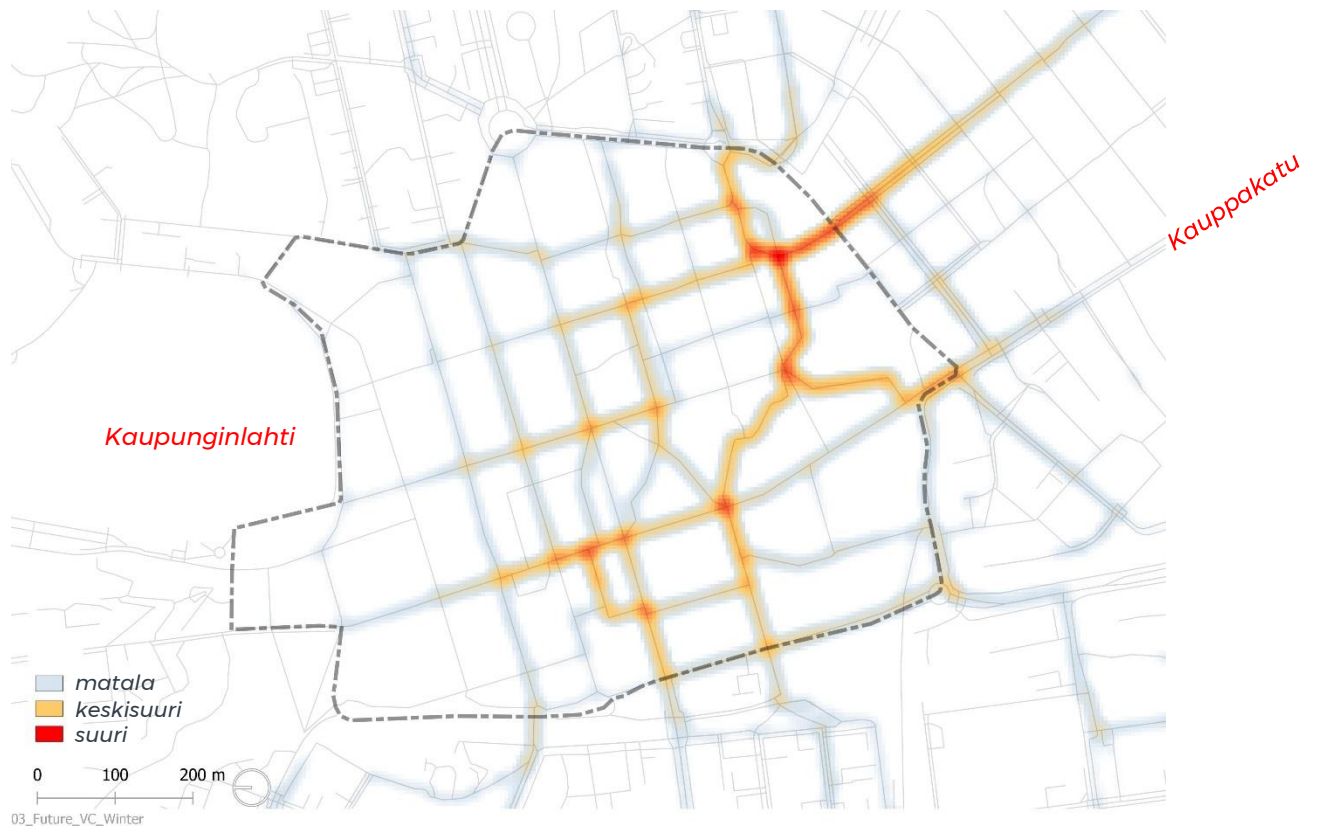 Kauppakatu
Kaupunginlahti
matala
keskisuuri
suuri
0 100 200 m
03_Future_VC_Winter